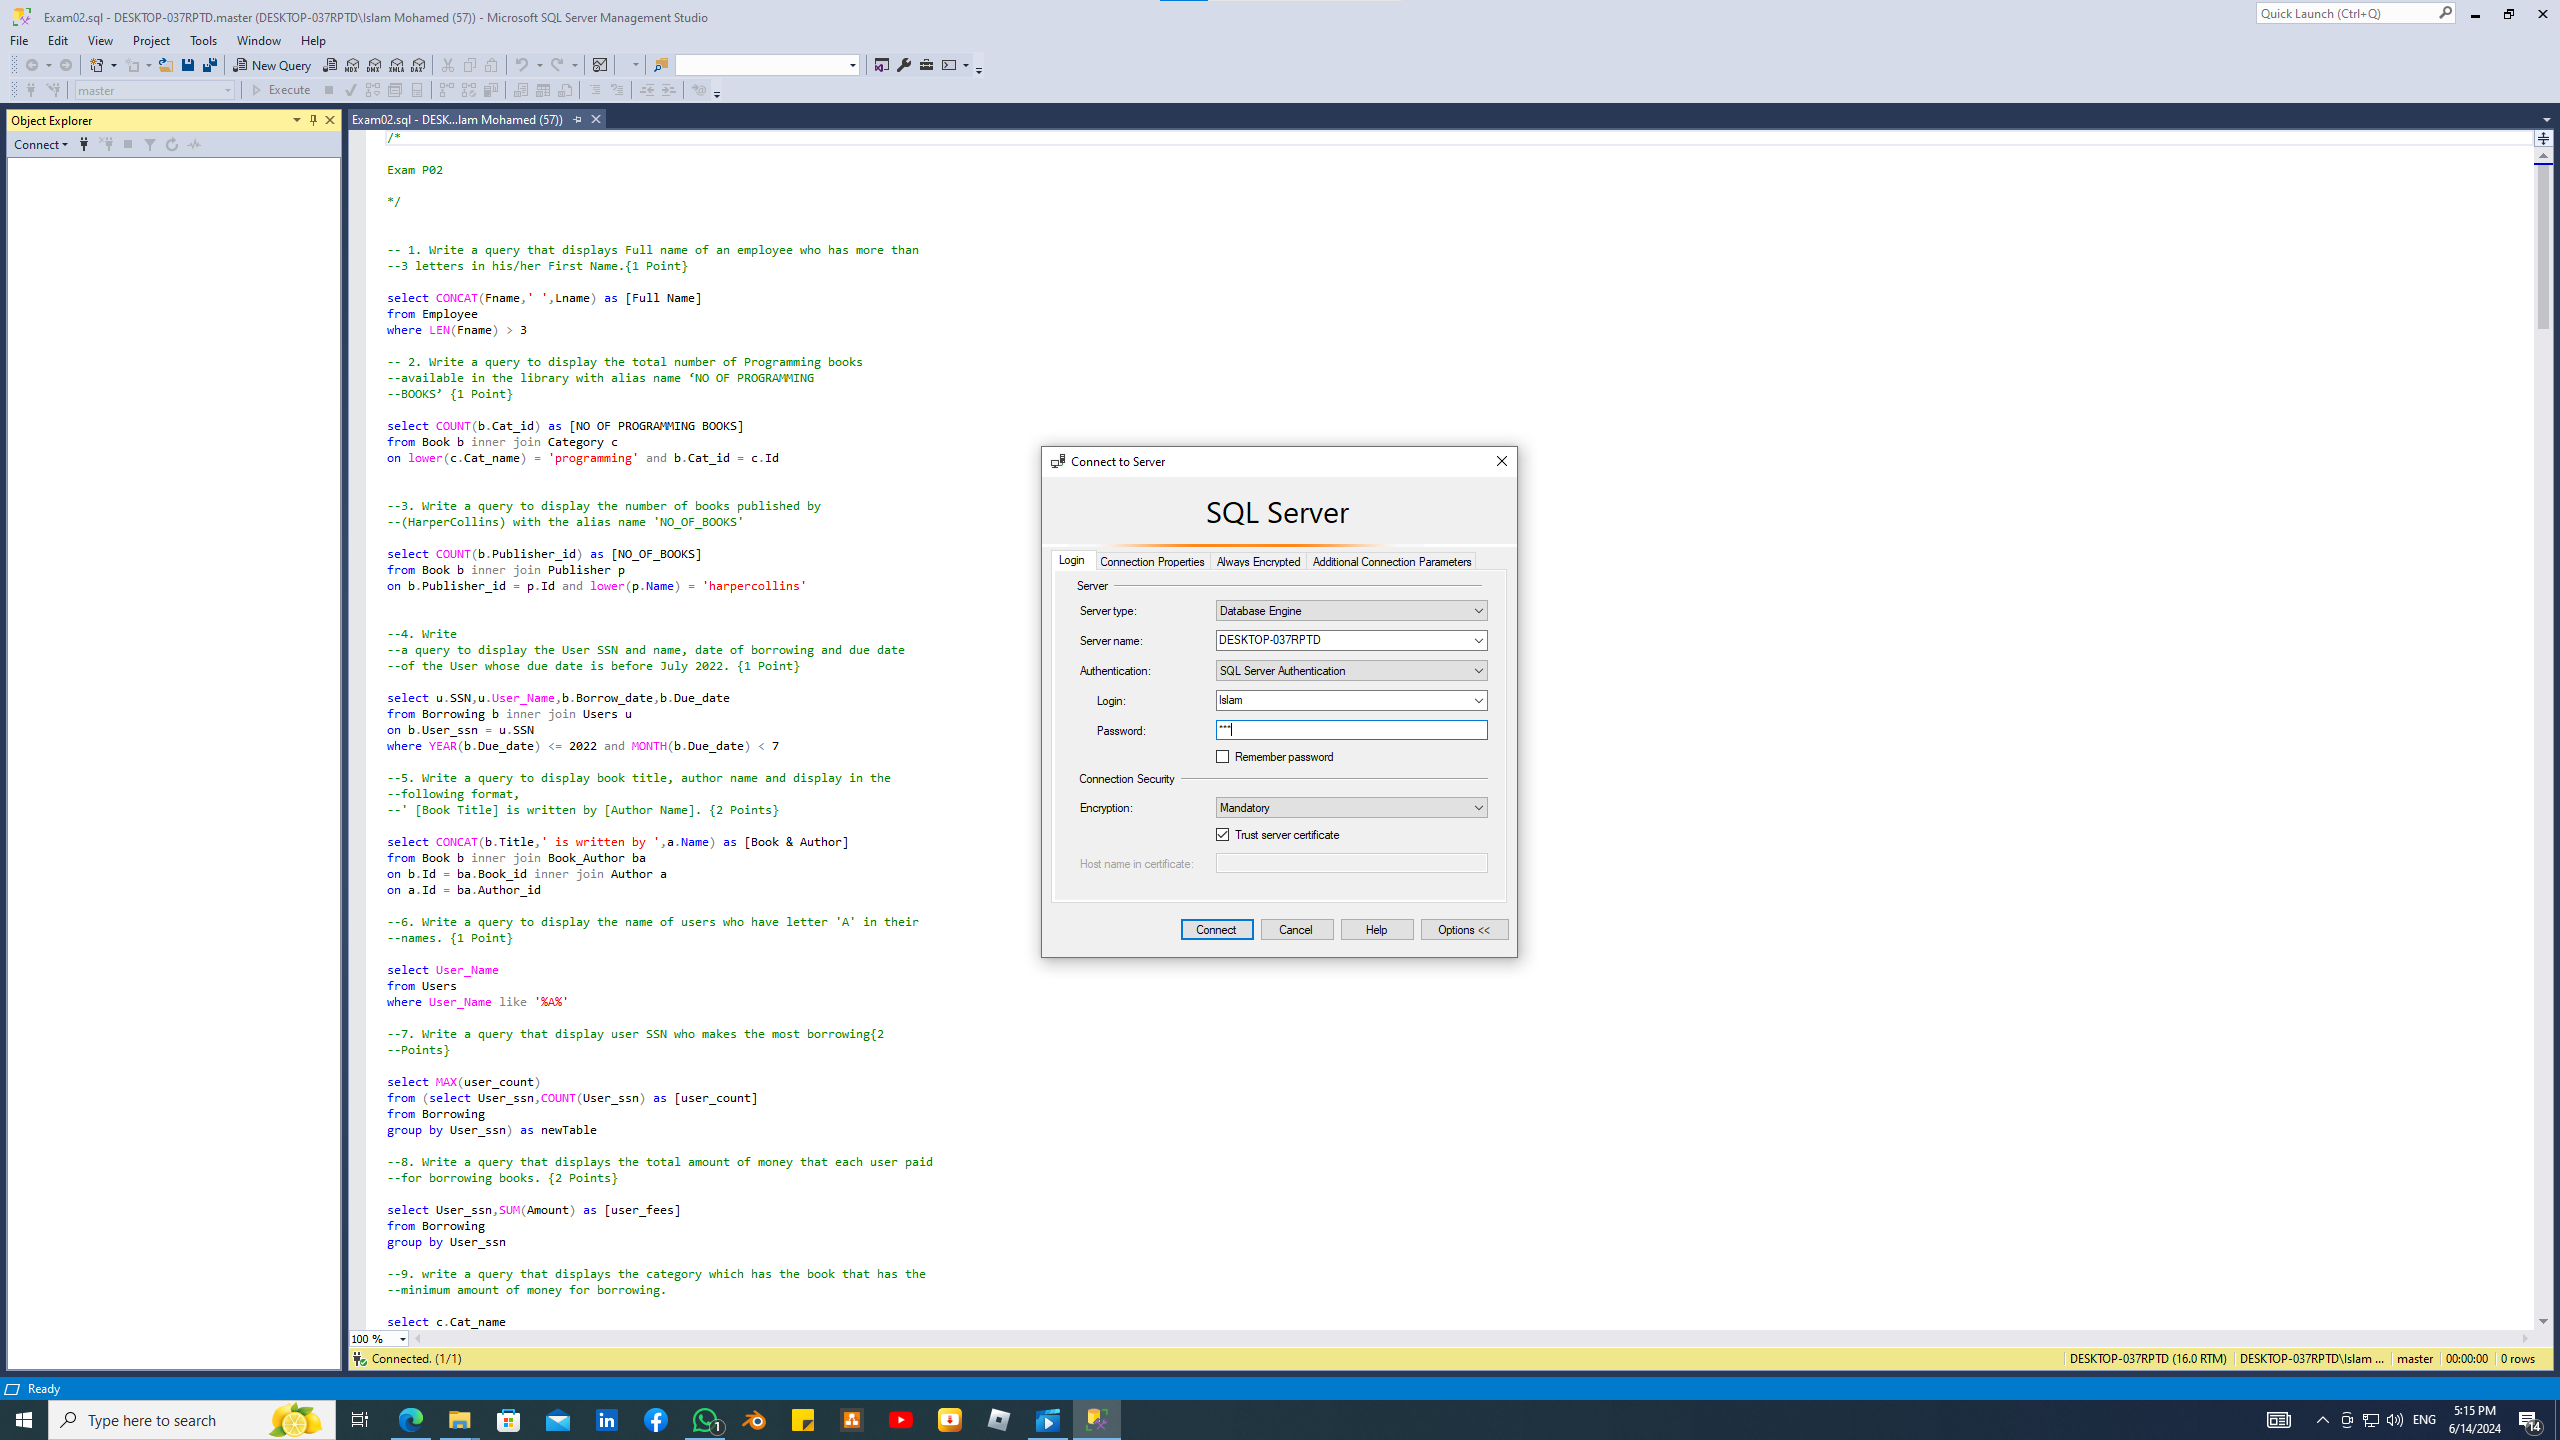 Exam02.sql - DESKTOP-037RPTD.master (DESKTOP-037RPTD\Islam Mohamed (57)) - Microsoft SQL Server Management Studio
Quick Launch (Ctrl+Q)
File Edit View Project Tools Window Help
New Query
MDX DMX XMLA DAX
master
Execute
Object Explorer
Connect
Exam02.sql - DESK...lam Mohamed (57))
/*
Exam P02
*/
-- 1. Write a query that displays Full name of an employee who has more than
--3 letters in his/her First Name.{1 Point}
select CONCAT(Fname,' ',Lname) as [Full Name]
from Employee
where LEN(Fname) > 3
-- 2. Write a query to display the total number of Programming books
--available in the library with alias name ‘NO OF PROGRAMMING
--BOOKS’ {1 Point}
select COUNT(b.Cat_id) as [NO OF PROGRAMMING BOOKS]
from Book b inner join Category c
on lower(c.Cat_name) = 'programming' and b.Cat_id = c.Id
--3. Write a query to display the number of books published by
--(HarperCollins) with the alias name 'NO_OF_BOOKS'
select COUNT(b.Publisher_id) as [NO_OF_BOOKS]
from Book b inner join Publisher p
on b.Publisher_id = p.Id and lower(p.Name) = 'harpercollins'
--4. Write
--a query to display the User SSN and name, date of borrowing and due date
--of the User whose due date is before July 2022. {1 Point}
select u.SSN,u.User_Name,b.Borrow_date,b.Due_date
from Borrowing b inner join Users u
on b.User_ssn = u.SSN
where YEAR(b.Due_date) <= 2022 and MONTH(b.Due_date) < 7
--5. Write a query to display book title, author name and display in the
--following format,
--' [Book Title] is written by [Author Name]. {2 Points}
select CONCAT(b.Title,' is written by ',a.Name) as [Book & Author]
from Book b inner join Book_Author ba
on b.Id = ba.Book_id inner join Author a
on a.Id = ba.Author_id
--6. Write a query to display the name of users who have letter 'A' in their
--names. {1 Point}
select User_Name
from Users
where User_Name like '%A%'
--7. Write a query that display user SSN who makes the most borrowing{2
--Points}
select MAX(user_count)
from (select User_ssn,COUNT(User_ssn) as [user_count]
from Borrowing
group by User_ssn) as newTable
--8. Write a query that displays the total amount of money that each user paid
--for borrowing books. {2 Points}
select User_ssn,SUM(Amount) as [user_fees]
from Borrowing
group by User_ssn
--9. write a query that displays the category which has the book that has the
--minimum amount of money for borrowing.
select c.Cat_name
Connect to Server
SQL Server
Login Connection Properties Always Encrypted Additional Connection Parameters
Server
Server type: Database Engine
Server name: DESKTOP-037RPTD
Authentication: SQL Server Authentication
Login: Islam
Password: ***
Remember password
Connection Security
Encryption: Mandatory
Trust server certificate
Host name in certificate:
Connect Cancel Help Options <<
100 %
Connected. (1/1)
DESKTOP-037RPTD (16.0 RTM) DESKTOP-037RPTD\Islam ... master 00:00:00 0 rows
Ready
Type here to search
1
ENG
5:15 PM
6/14/2024
14